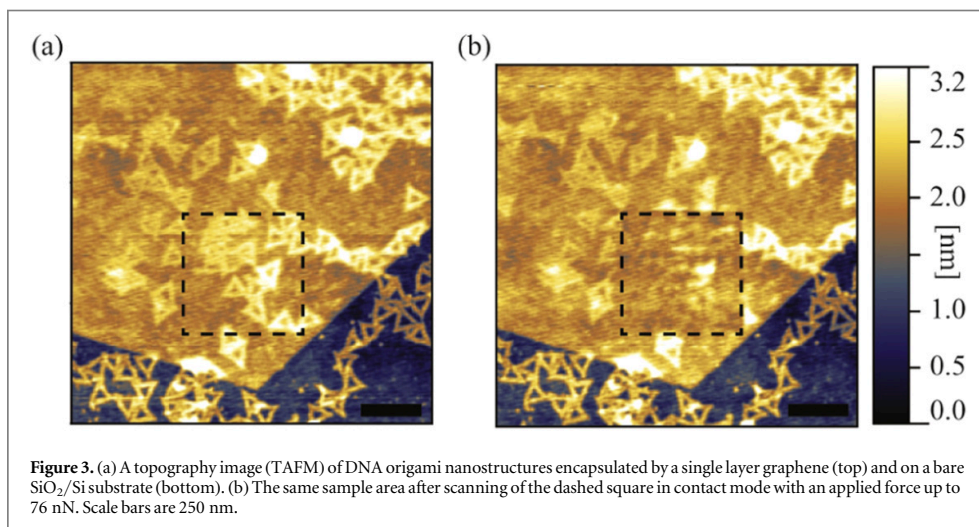 (a)
(b)
3.2
2.5
2.0
[nm]
1.0
0.5
0.0
Figure 3. (a) A topography image (TAFM) of DNA origami nanostructures encapsulated by a single layer graphene (top) and on a bare
SiO₂/Si substrate (bottom). (b) The same sample area after scanning of the dashed square in contact mode with an applied force up to
76 nN. Scale bars are 250 nm.